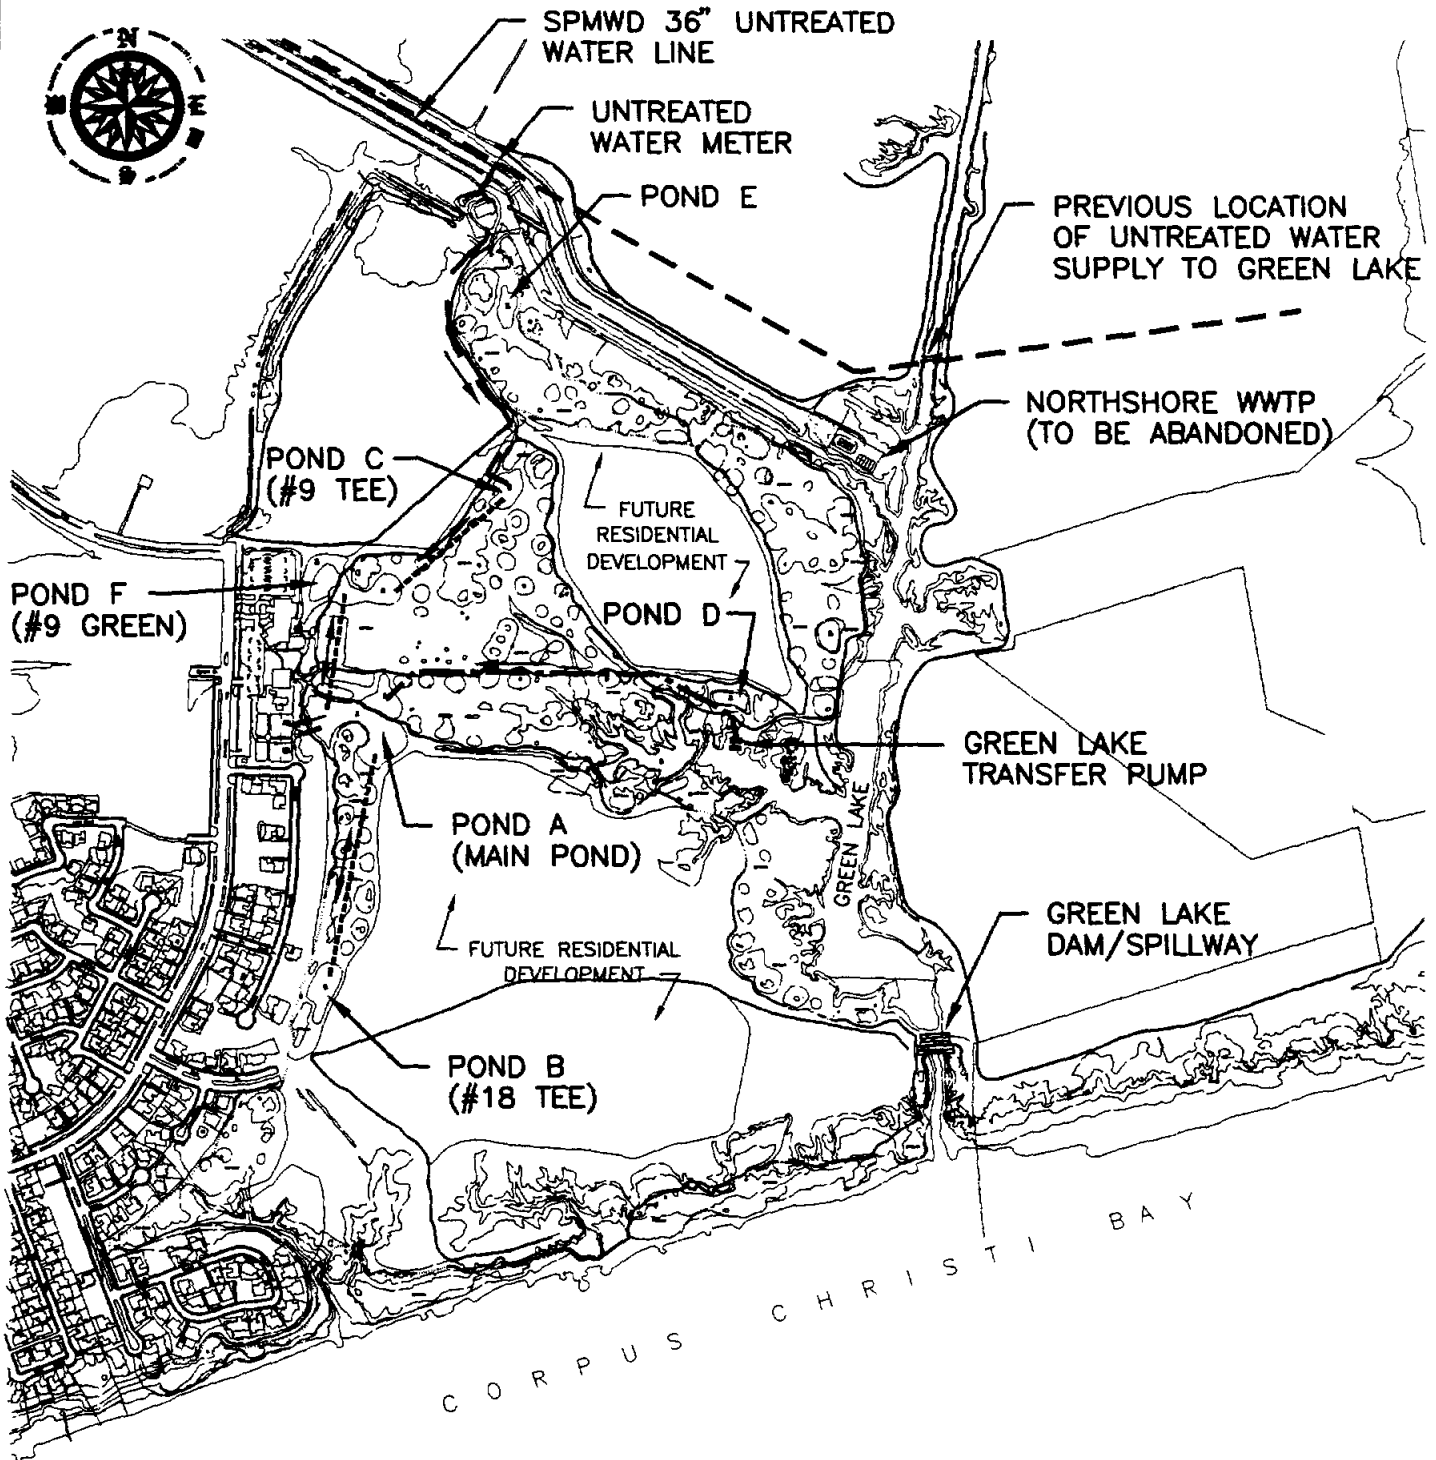 SPMWD 36" UNTREATED
WATER LINE
N
E
UNTREATED
WATER METER
POND E
PREVIOUS LOCATION
OF UNTREATED WATER
SUPPLY TO GREEN LAKE
NORTHSHORE WWTP
(TO BE ABANDONED)
POND C
(#9 TEE)
FUTURE
RESIDENTIAL
DEVELOPMENT
POND F
(#9 GREEN)
POND D
GREEN LAKE
TRANSFER PUMP
GREEN LAKE
POND A
(MAIN POND)
GREEN LAKE
DAM/SPILLWAY
FUTURE RESIDENTIAL
DEVELOPMENT
POND B
(#18 TEE)
CORPUS CHRISTI BAY